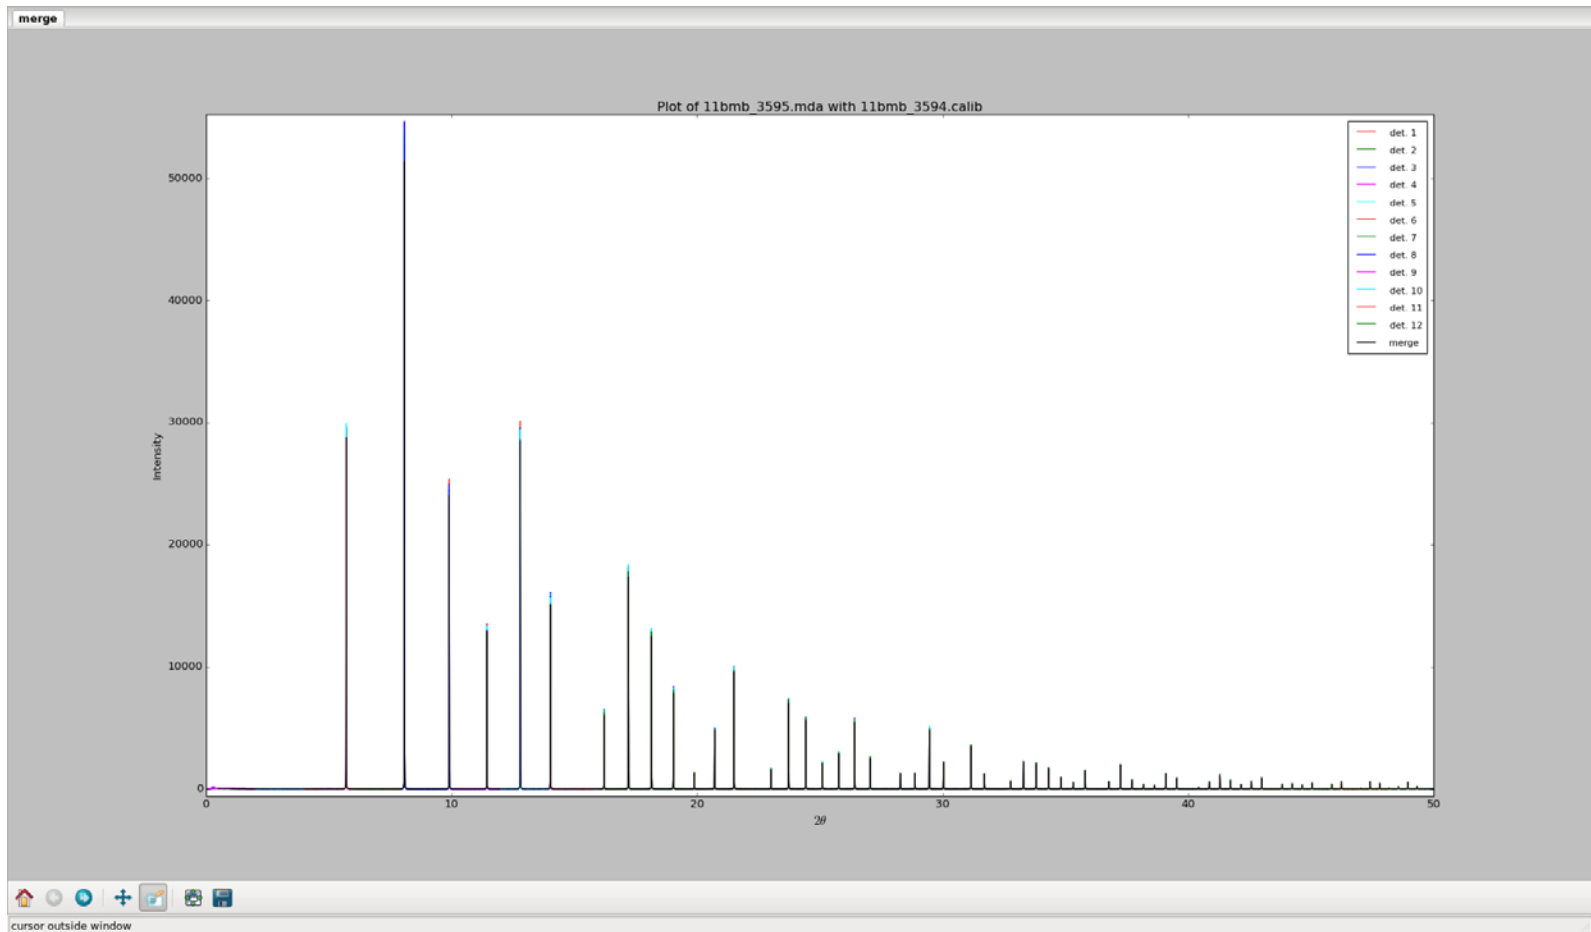 merge
Plot of 11bmb_3595.mda with 11bmb_3594.calib
det. 1
det. 2
det. 3
det. 4
det. 5
det. 6
det. 7
det. 8
det. 9
det. 10
det. 11
det. 12
merge
50000
40000
30000
20000
10000
0
Intensity
0 10 20 30 40 50
2θ
cursor outside window